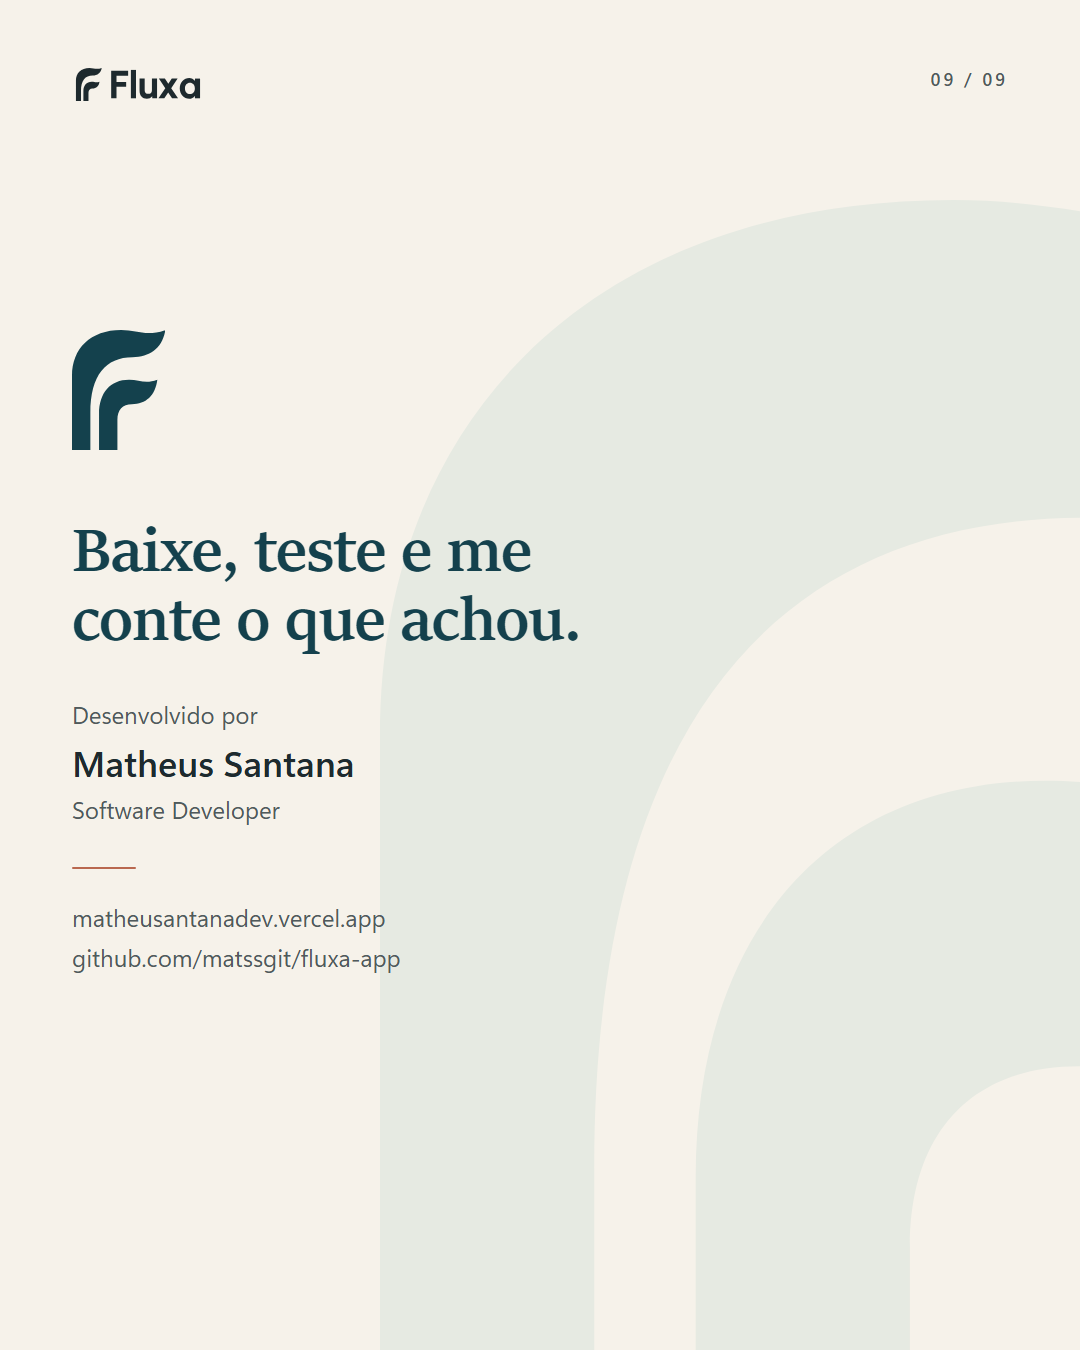 Fluxa
09 / 09
Baixe, teste e me
conte o que achou.
Desenvolvido por
Matheus Santana
Software Developer
matheusantanadev.vercel.app
github.com/matssgit/fluxa-app